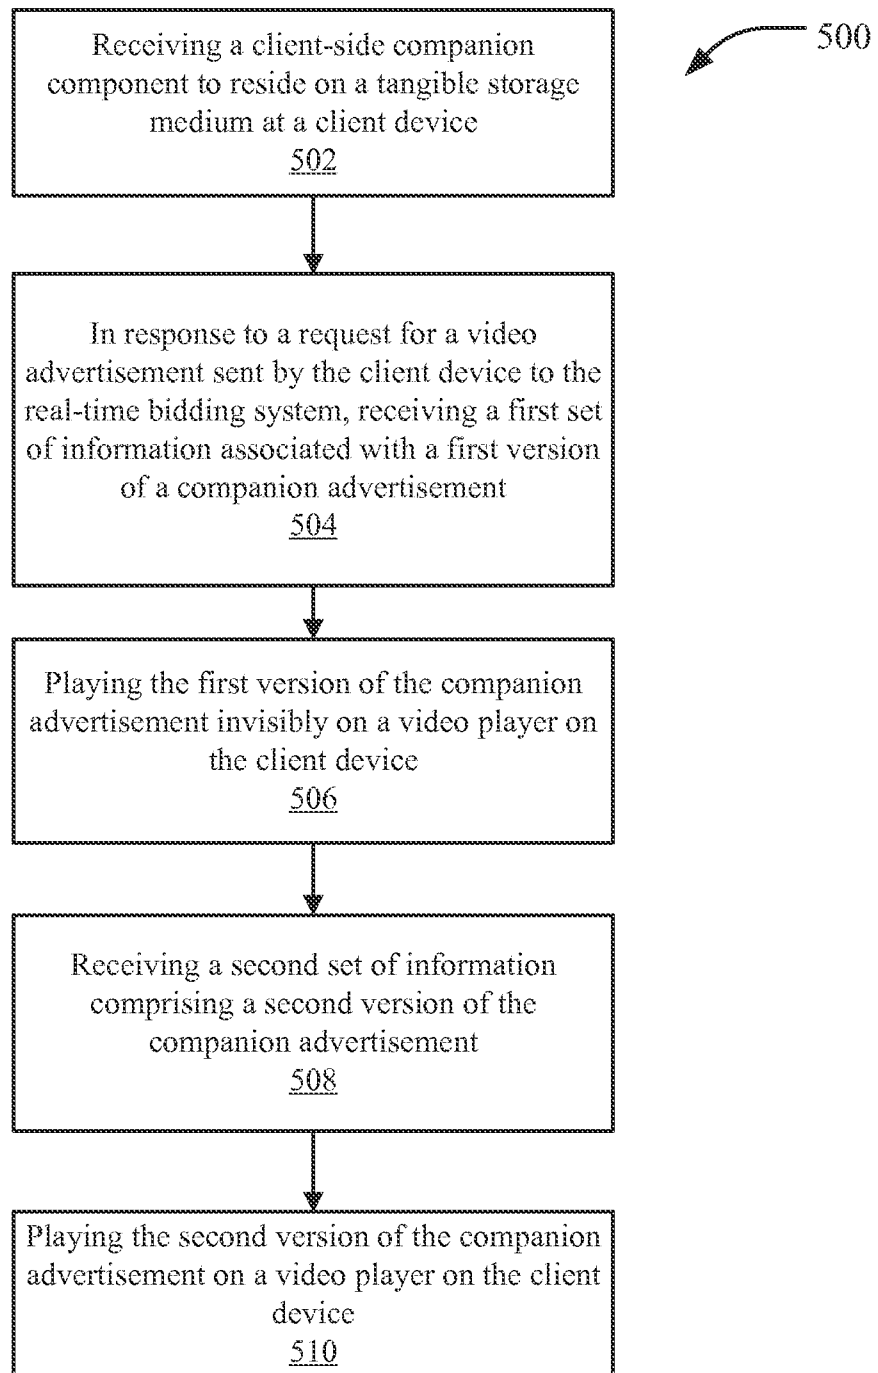 500
Receiving a client-side companion
component to reside on a tangible storage
medium at a client device
502
In response to a request for a video
advertisement sent by the client device to the
real-time bidding system, receiving a first set
of information associated with a first version
of a companion advertisement
504
Playing the first version of the companion
advertisement invisibly on a video player on
the client device
506
Receiving a second set of information
comprising a second version of the
companion advertisement
508
Playing the second version of the companion
advertisement on a video player on the client
device
510